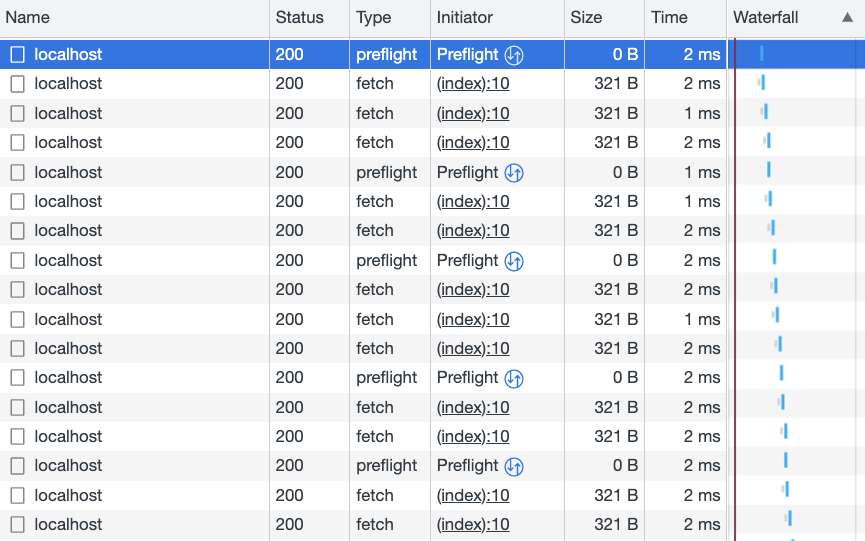 Name Status Type Initiator Size Time Waterfall ▲
localhost 200 preflight Preflight 0 B 2 ms
localhost 200 fetch (index):10 321 B 2 ms
localhost 200 fetch (index):10 321 B 1 ms
localhost 200 fetch (index):10 321 B 2 ms
localhost 200 preflight Preflight 0 B 1 ms
localhost 200 fetch (index):10 321 B 1 ms
localhost 200 fetch (index):10 321 B 2 ms
localhost 200 preflight Preflight 0 B 2 ms
localhost 200 fetch (index):10 321 B 2 ms
localhost 200 fetch (index):10 321 B 1 ms
localhost 200 fetch (index):10 321 B 2 ms
localhost 200 preflight Preflight 0 B 2 ms
localhost 200 fetch (index):10 321 B 2 ms
localhost 200 fetch (index):10 321 B 2 ms
localhost 200 preflight Preflight 0 B 2 ms
localhost 200 fetch (index):10 321 B 2 ms
localhost 200 fetch (index):10 321 B 2 ms